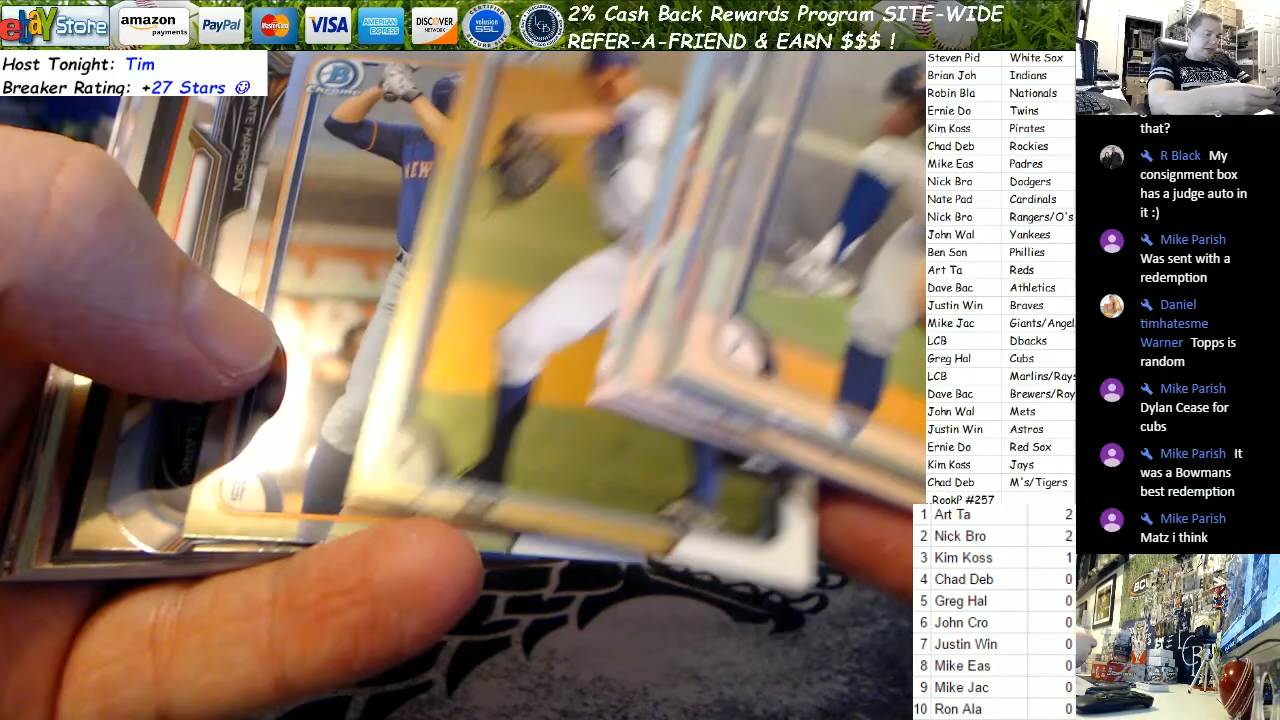 ebay Store
amazon payments
PayPal
MasterCard
VISA
AMERICAN EXPRESS
DISCOVER NETWORK
volusion SSL
CERTIFIED
LCB
2% Cash Back Rewards Program SITE-WIDE
REFER-A-FRIEND & EARN $$$ !
Host Tonight: Tim
Breaker Rating: +27 Stars
B
CHROME
NEW
Steven Pid White Sox
Brian Joh Indians
Robin Bla Nationals
Ernie Do Twins
Kim Koss Pirates
Chad Deb Rockies
Mike Eas Padres
Nick Bro Dodgers
Nate Pad Cardinals
Nick Bro Rangers/O's
John Wal Yankees
Ben Son Phillies
Art Ta Reds
Dave Bac Athletics
Justin Win Braves
Mike Jac Giants/Angel
LCB Dbacks
Greg Hal Cubs
LCB Marlins/Rays
Dave Bac Brewers/Roy
John Wal Mets
Justin Win Astros
Ernie Do Red Sox
Kim Koss Jays
Chad Deb M's/Tigers
RookP #257
1 Art Ta 2
2 Nick Bro 2
3 Kim Koss 1
4 Chad Deb 0
5 Greg Hal 0
6 John Cro 0
7 Justin Win 0
8 Mike Eas 0
9 Mike Jac 0
10 Ron Ala 0
that?
R Black My
consignment box
has a judge auto in
it :)
Mike Parish
Was sent with a
redemption
Daniel
timhatesme
Warner Topps is
random
Mike Parish
Dylan Cease for
cubs
Mike Parish It
was a Bowmans
best redemption
Mike Parish
Matz i think